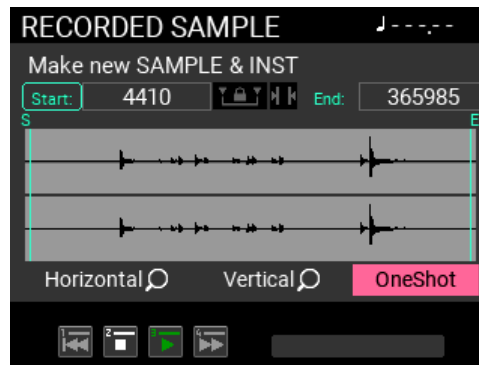 RECORDED SAMPLE ♩---.--
Make new SAMPLE & INST
Start: 4410 End: 365985
S E
Horizontal Vertical OneShot
1 2 3 4